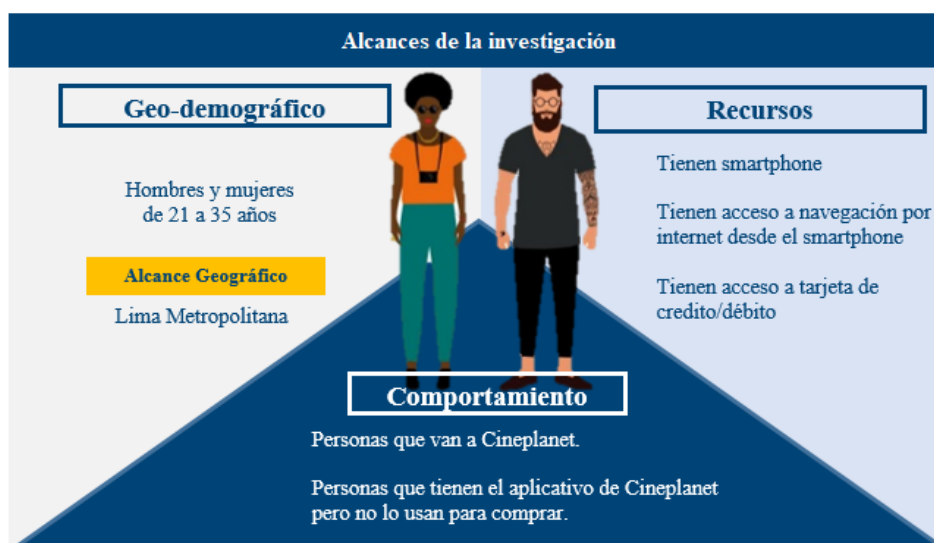 Alcances de la investigación
Geo-demográfico
Hombres y mujeres
de 21 a 35 años
Alcance Geográfico
Lima Metropolitana
Recursos
Tienen smartphone
Tienen acceso a navegación por
internet desde el smartphone
Tienen acceso a tarjeta de
credito/débito
Comportamiento
Personas que van a Cineplanet.
Personas que tienen el aplicativo de Cineplanet
pero no lo usan para comprar.